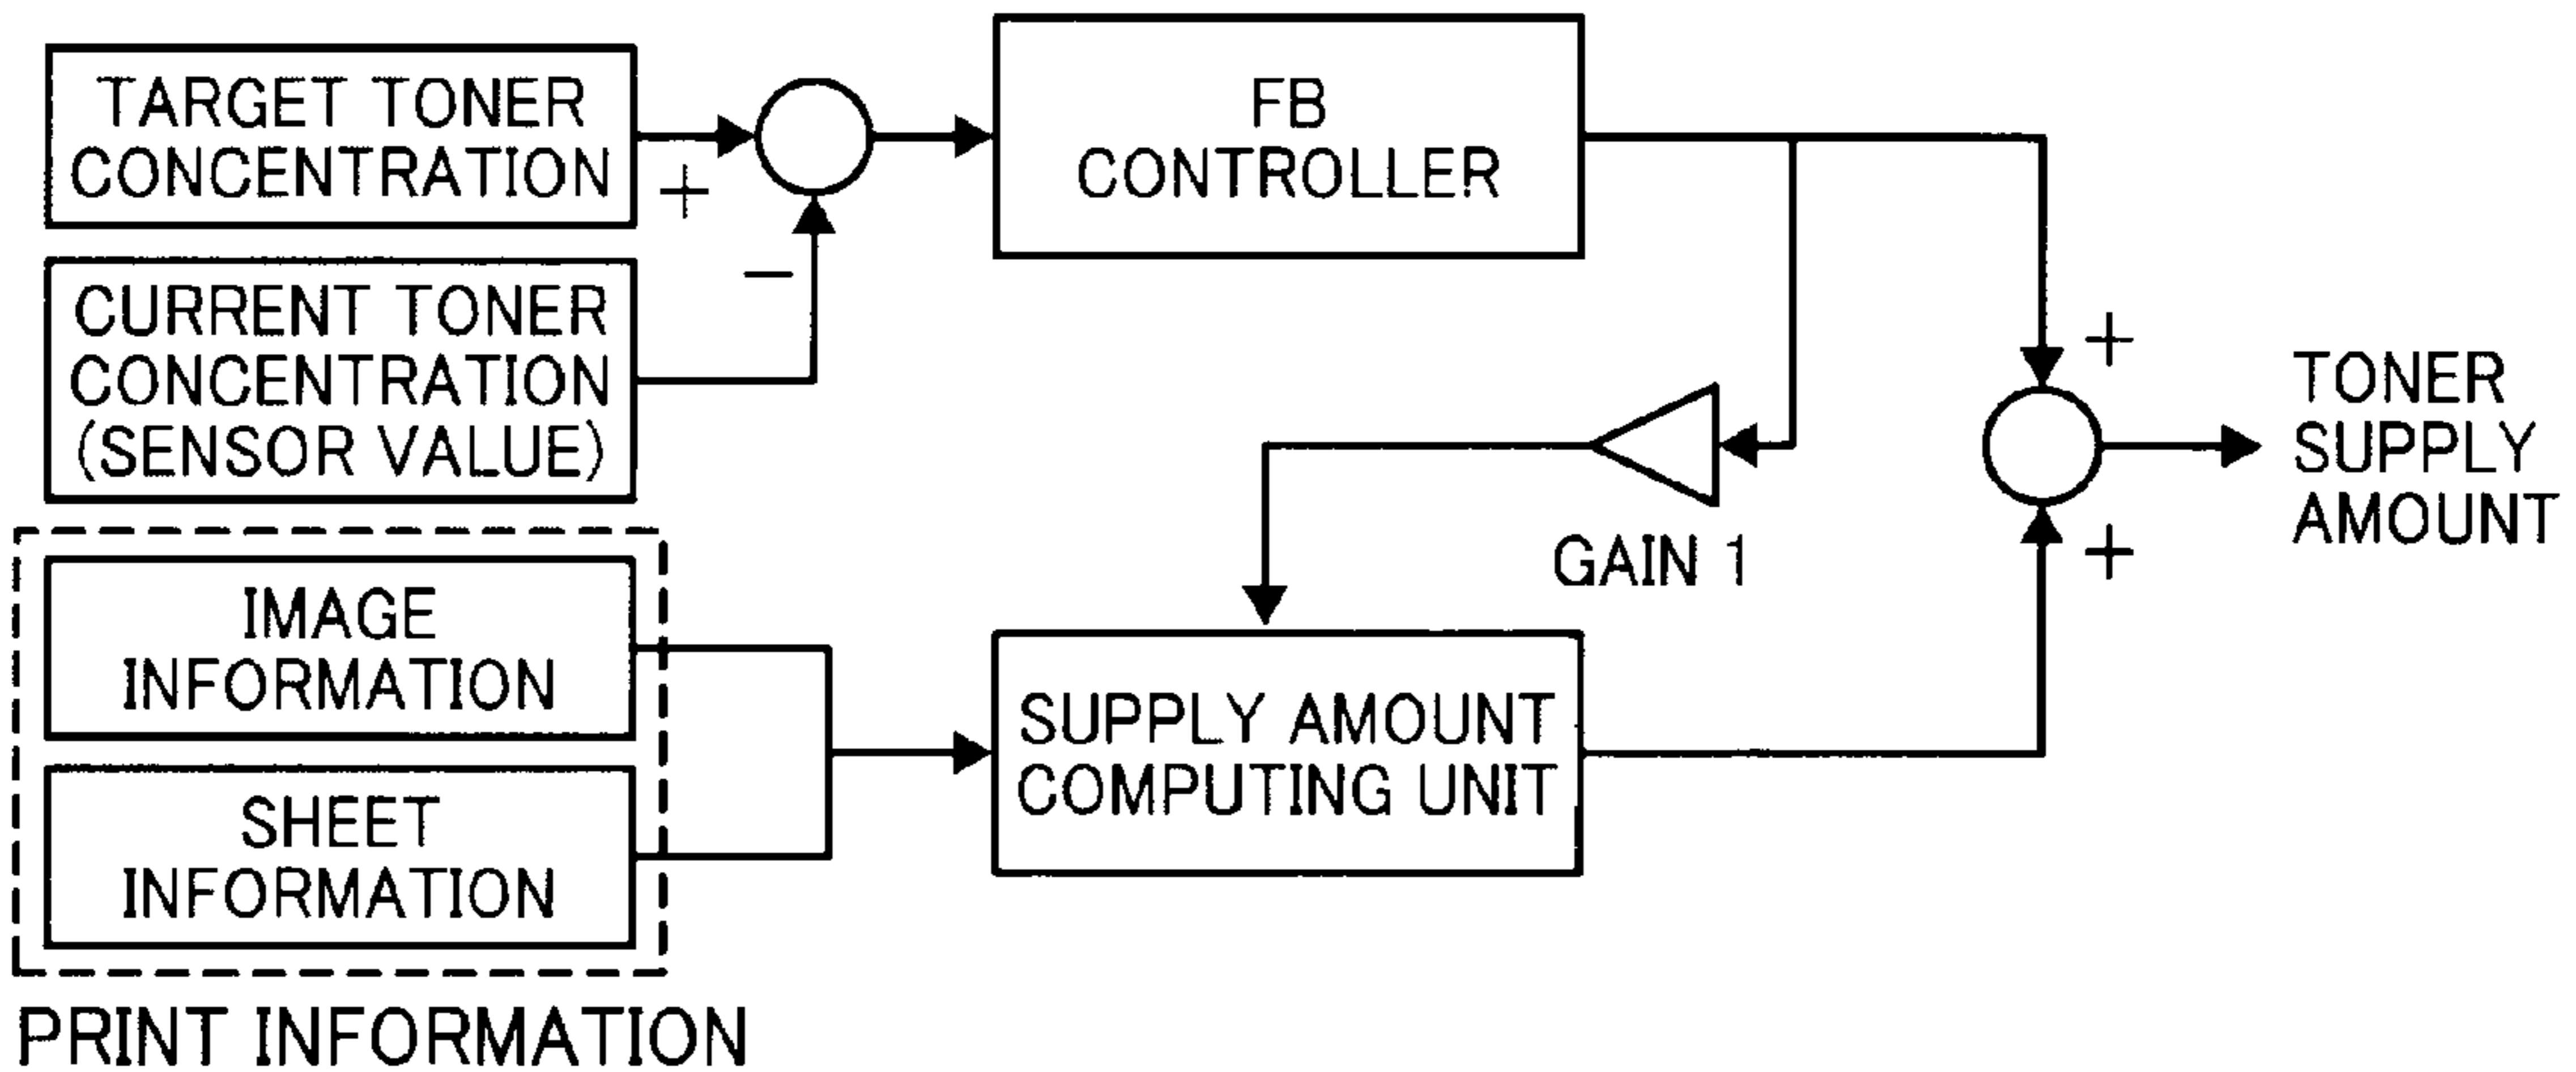 TARGET TONER
CONCENTRATION
+
FB
CONTROLLER
CURRENT TONER
CONCENTRATION
(SENSOR VALUE)
−
+
TONER
SUPPLY
AMOUNT
+
GAIN 1
IMAGE
INFORMATION
SHEET
INFORMATION
SUPPLY AMOUNT
COMPUTING UNIT
PRINT INFORMATION